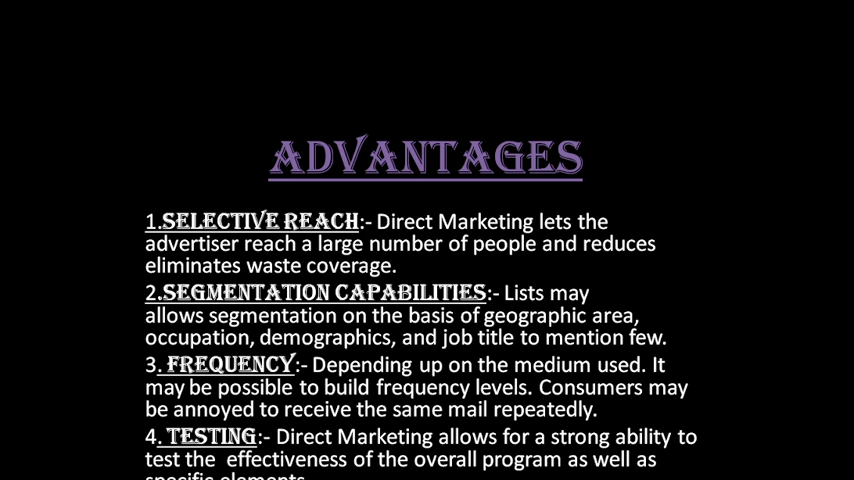 ADVANTAGES
1.SELECTIVE REACH:- Direct Marketing lets the
advertiser reach a large number of people and reduces
eliminates waste coverage.
2.SEGMENTATION CAPABILITIES:- Lists may
allows segmentation on the basis of geographic area,
occupation, demographics, and job title to mention few.
3. FREQUENCY:- Depending up on the medium used. It
may be possible to build frequency levels. Consumers may
be annoyed to receive the same mail repeatedly.
4. TESTING:- Direct Marketing allows for a strong ability to
test the  effectiveness of the overall program as well as
specific elements